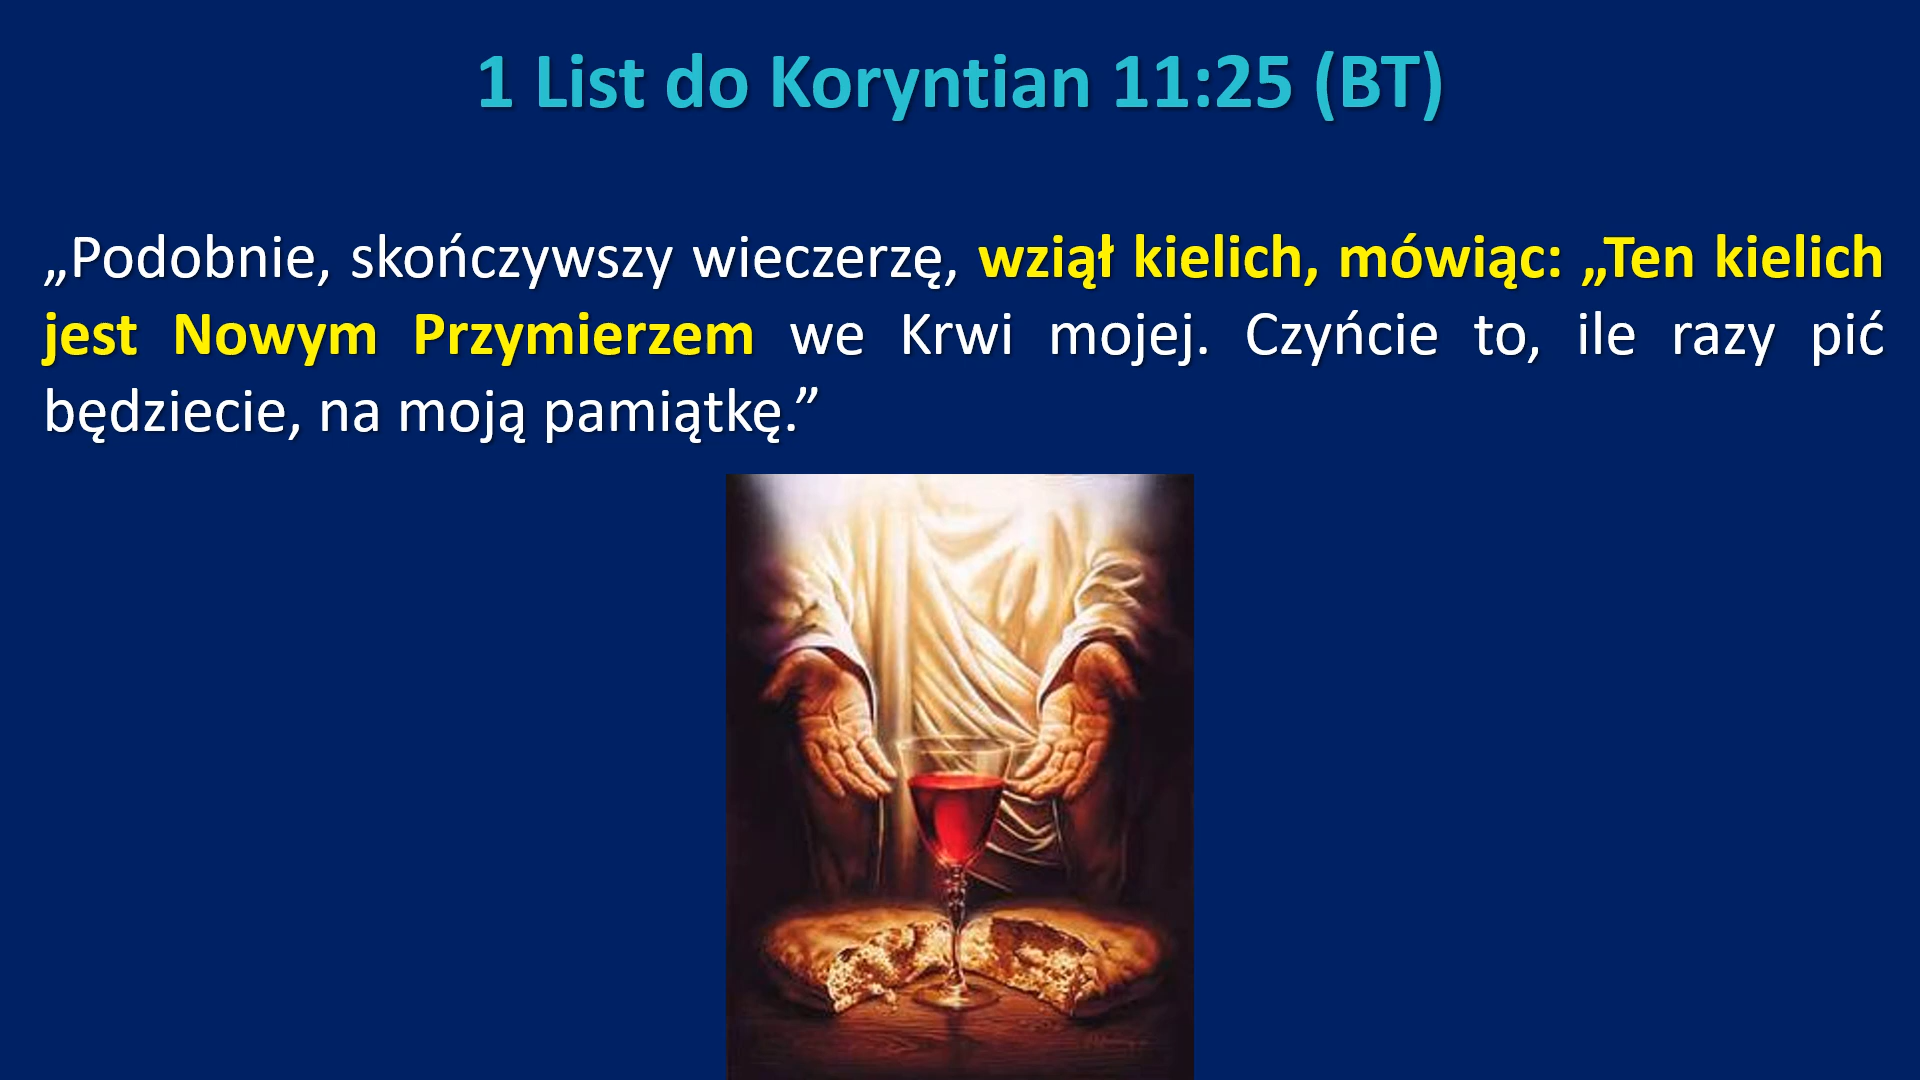 1 List do Koryntian 11:25 (BT)
„Podobnie, skończywszy wieczerzę, wziął kielich, mówiąc: „Ten kielich
jest Nowym Przymierzem we Krwi mojej. Czyńcie to, ile razy pić
będziecie, na moją pamiątkę.”